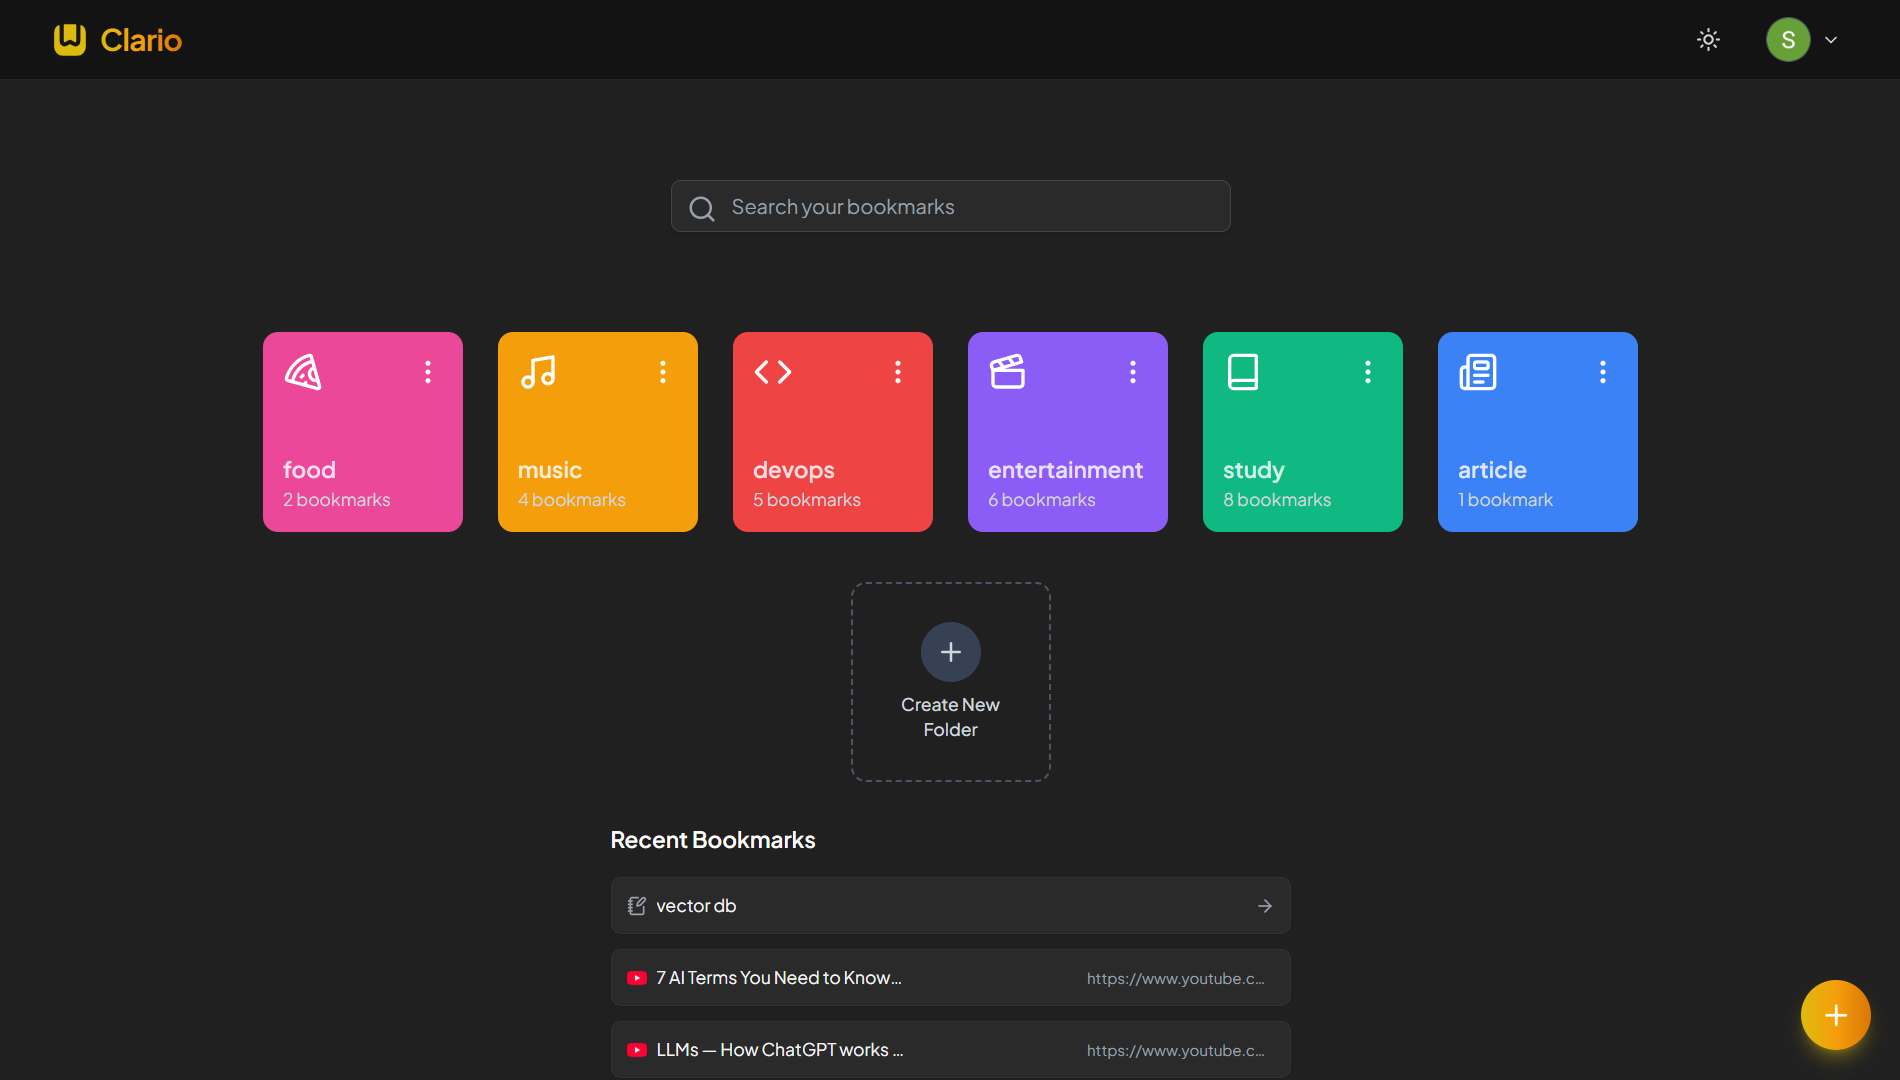 Clario
S
Search your bookmarks
food
2 bookmarks
music
4 bookmarks
devops
5 bookmarks
entertainment
6 bookmarks
study
8 bookmarks
article
1 bookmark
Create New
Folder
Recent Bookmarks
vector db
7 AI Terms You Need to Know...
https://www.youtube.c...
LLMs — How ChatGPT works ...
https://www.youtube.c...